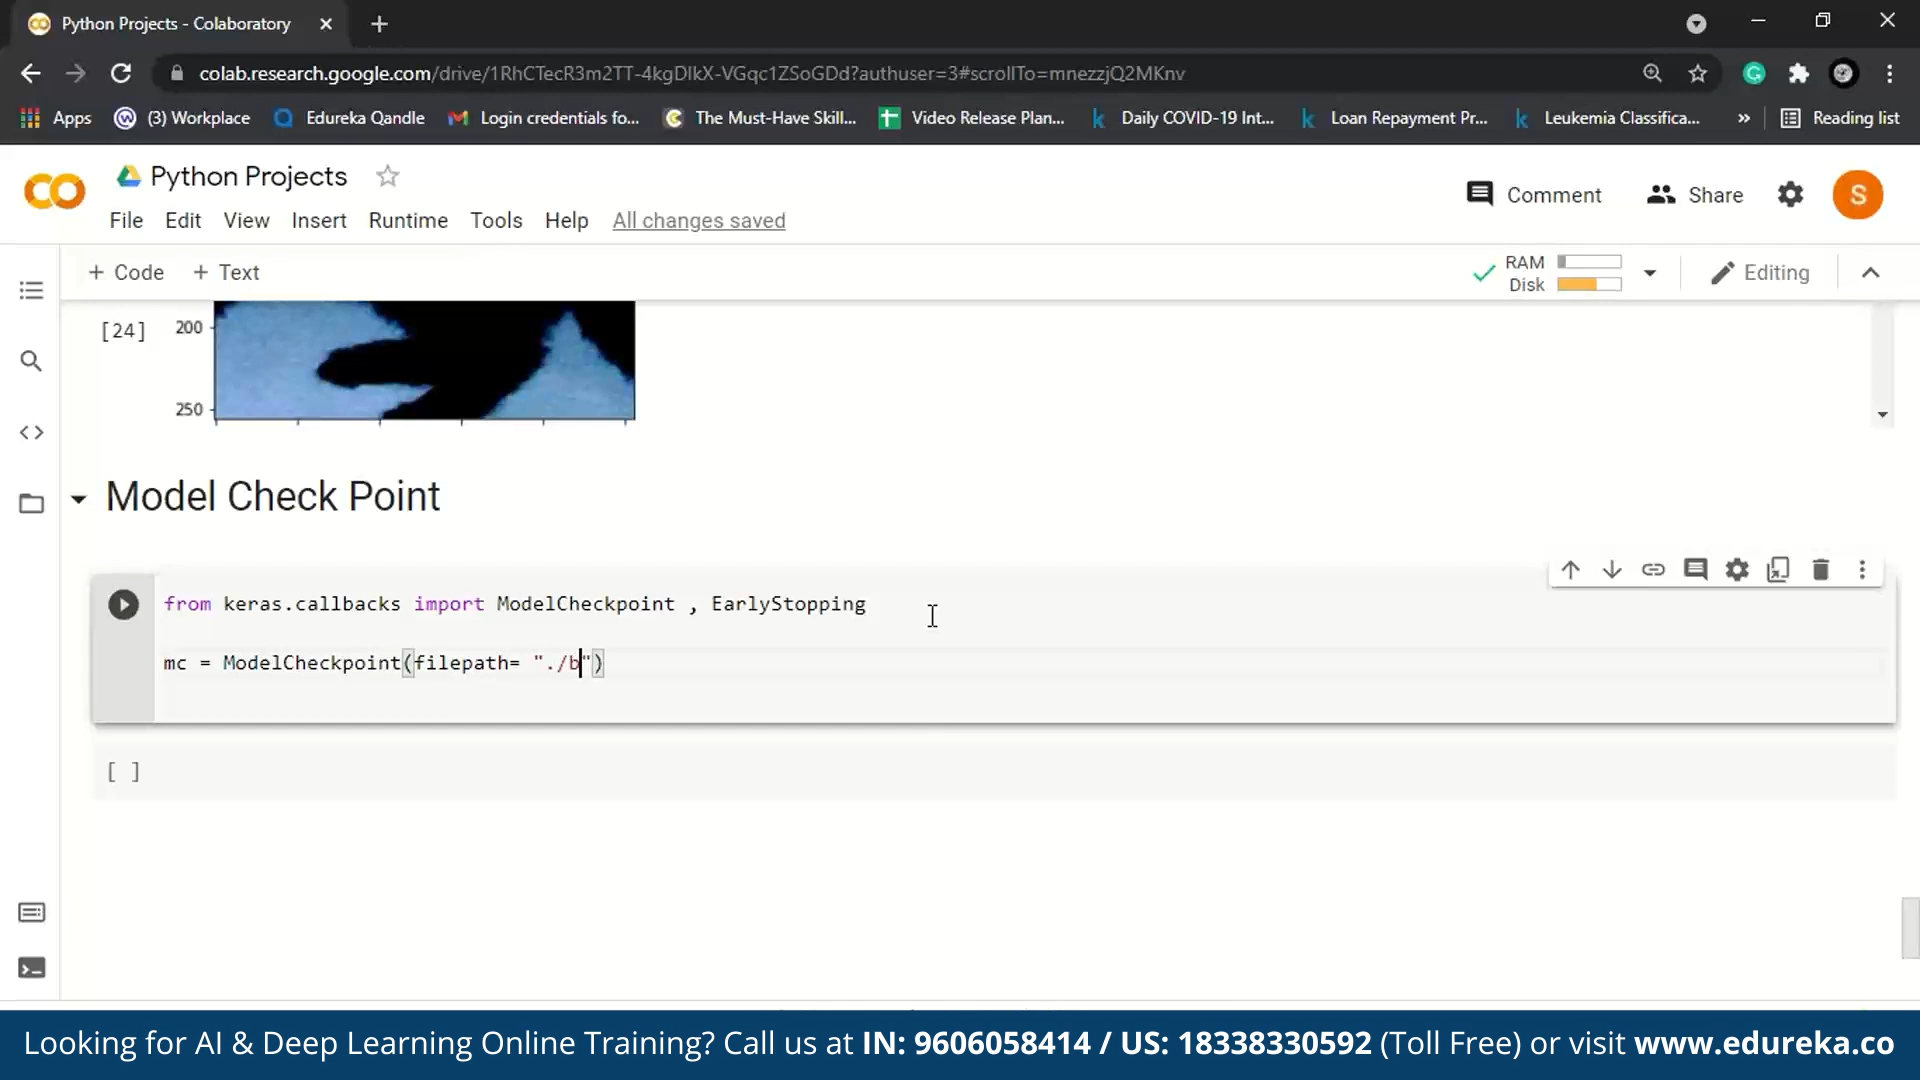 Python Projects - Colaboratory
colab.research.google.com/drive/1RhCTecR3m2TT-4kgDlkX-VGqc1ZSoGDd?authuser=3#scrollTo=mnezzjQ2MKnv
Apps (3) Workplace Edureka Qandle Login credentials fo... The Must-Have Skill... Video Release Plan... Daily COVID-19 Int... Loan Repayment Pr... Leukemia Classifica... » Reading list
Python Projects
Comment Share S
File Edit View Insert Runtime Tools Help All changes saved
+ Code + Text RAM Disk Editing
[24] 200
250
Model Check Point
from keras.callbacks import ModelCheckpoint , EarlyStopping
mc = ModelCheckpoint(filepath= "./b")
[ ]
Looking for AI & Deep Learning Online Training? Call us at IN: 9606058414 / US: 18338330592 (Toll Free) or visit www.edureka.co